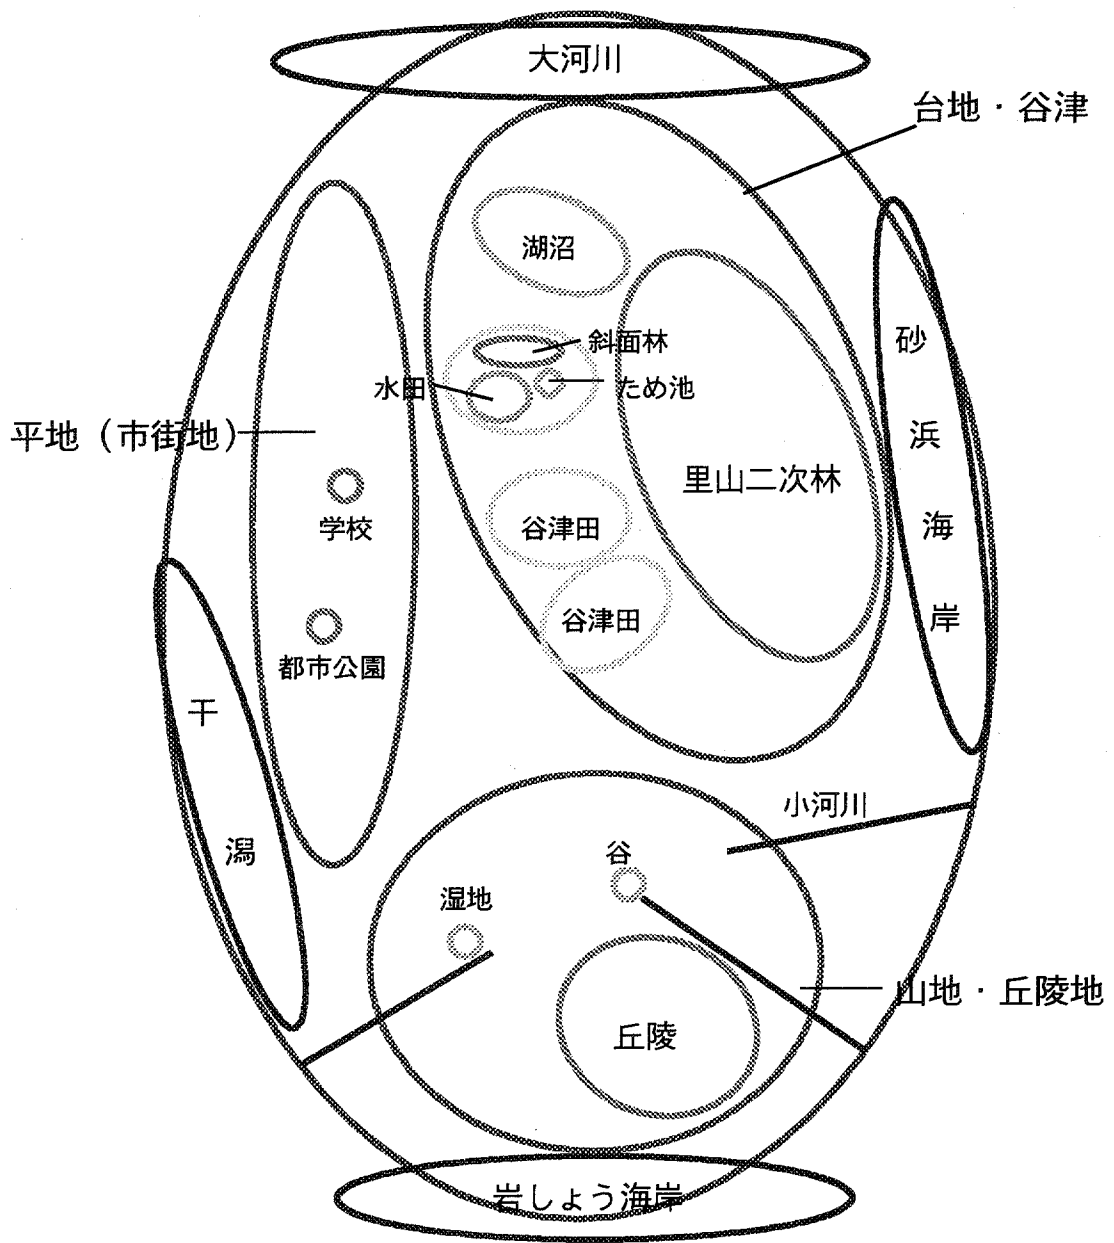 大河川
台地・谷津
湖沼
斜面林
水田
ため池
平地（市街地）
砂浜海岸
里山二次林
学校
谷津田
谷津田
都市公園
干潟
小河川
谷
湿地
山地・丘陵地
丘陵
岩しょう海岸